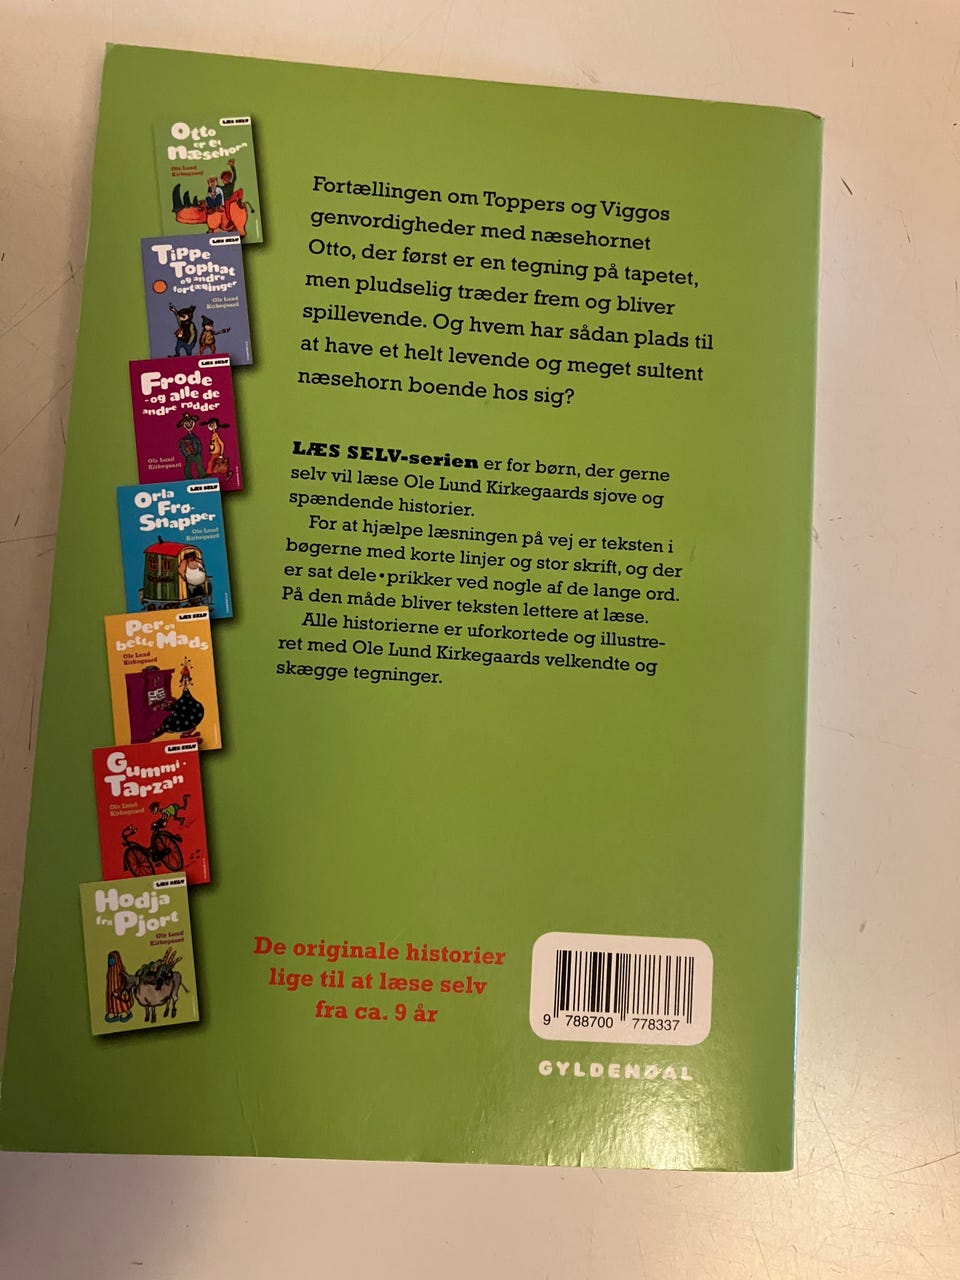 LÆS SELV
Otto
er et
Næsehorn
Ole Lund
Kirkegaard
LÆS SELV
Tippe
Tophat
og andre
fortællinger
Ole Lund
Kirkegaard
LÆS SELV
Frode
-og alle de
andre rødder
Ole Lund
Kirkegaard
LÆS SELV
Orla
Frø-
Snapper
Ole Lund
Kirkegaard
LÆS SELV
Per og
bette Mads
Ole Lund
Kirkegaard
LÆS SELV
Gummi-
Tarzan
Ole Lund
Kirkegaard
LÆS SELV
Hodja
fra Pjort
Ole Lund
Kirkegaard
Fortællingen om Toppers og Viggos
genvordigheder med næsehornet
Otto, der først er en tegning på tapetet,
men pludselig træder frem og bliver
spillevende. Og hvem har sådan plads til
at have et helt levende og meget sultent
næsehorn boende hos sig?
LÆS SELV-serien er for børn, der gerne
selv vil læse Ole Lund Kirkegaards sjove og
spændende historier.
For at hjælpe læsningen på vej er teksten i
bøgerne med korte linjer og stor skrift, og der
er sat dele•prikker ved nogle af de lange ord.
På den måde bliver teksten lettere at læse.
Alle historierne er uforkortede og illustre-
ret med Ole Lund Kirkegaards velkendte og
skægge tegninger.
De originale historier
lige til at læse selv
fra ca. 9 år
9 788700 778337
GYLDENDAL